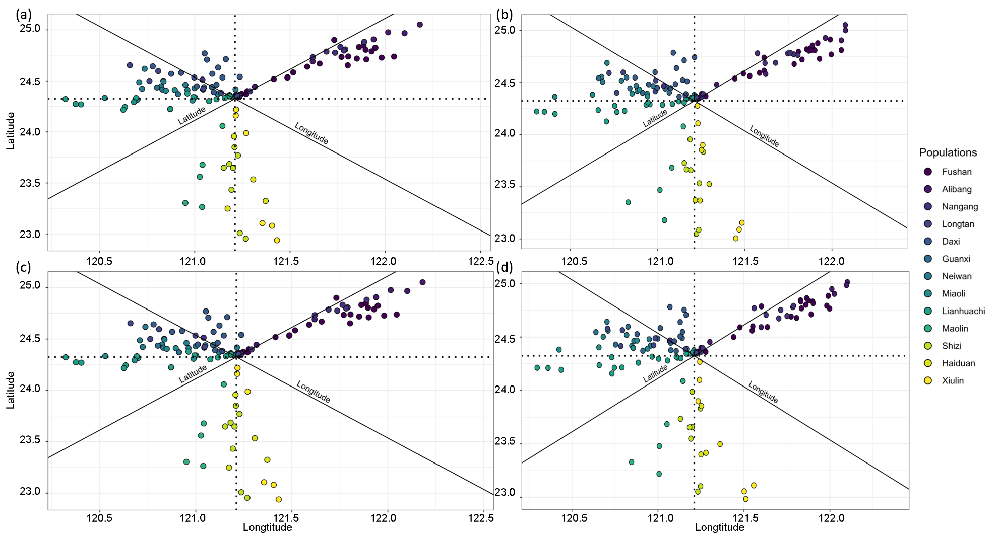 (a)
25.0
24.5
24.0
23.5
23.0
Latitude
Latitude
Longitude
120.5
121.0
121.5
122.0
122.5
(b)
25.0
24.5
24.0
23.5
23.0
Latitude
Longitude
120.5
121.0
121.5
122.0
(c)
25.0
24.5
24.0
23.5
23.0
Latitude
Latitude
Longitude
120.5
121.0
121.5
122.0
122.5
Longtitude
(d)
25.0
24.5
24.0
23.5
23.0
Latitude
Longitude
120.5
121.0
121.5
122.0
Longtitude
Populations
Fushan
Alibang
Nangang
Longtan
Daxi
Guanxi
Neiwan
Miaoli
Lianhuachi
Maolin
Shizi
Haiduan
Xiulin